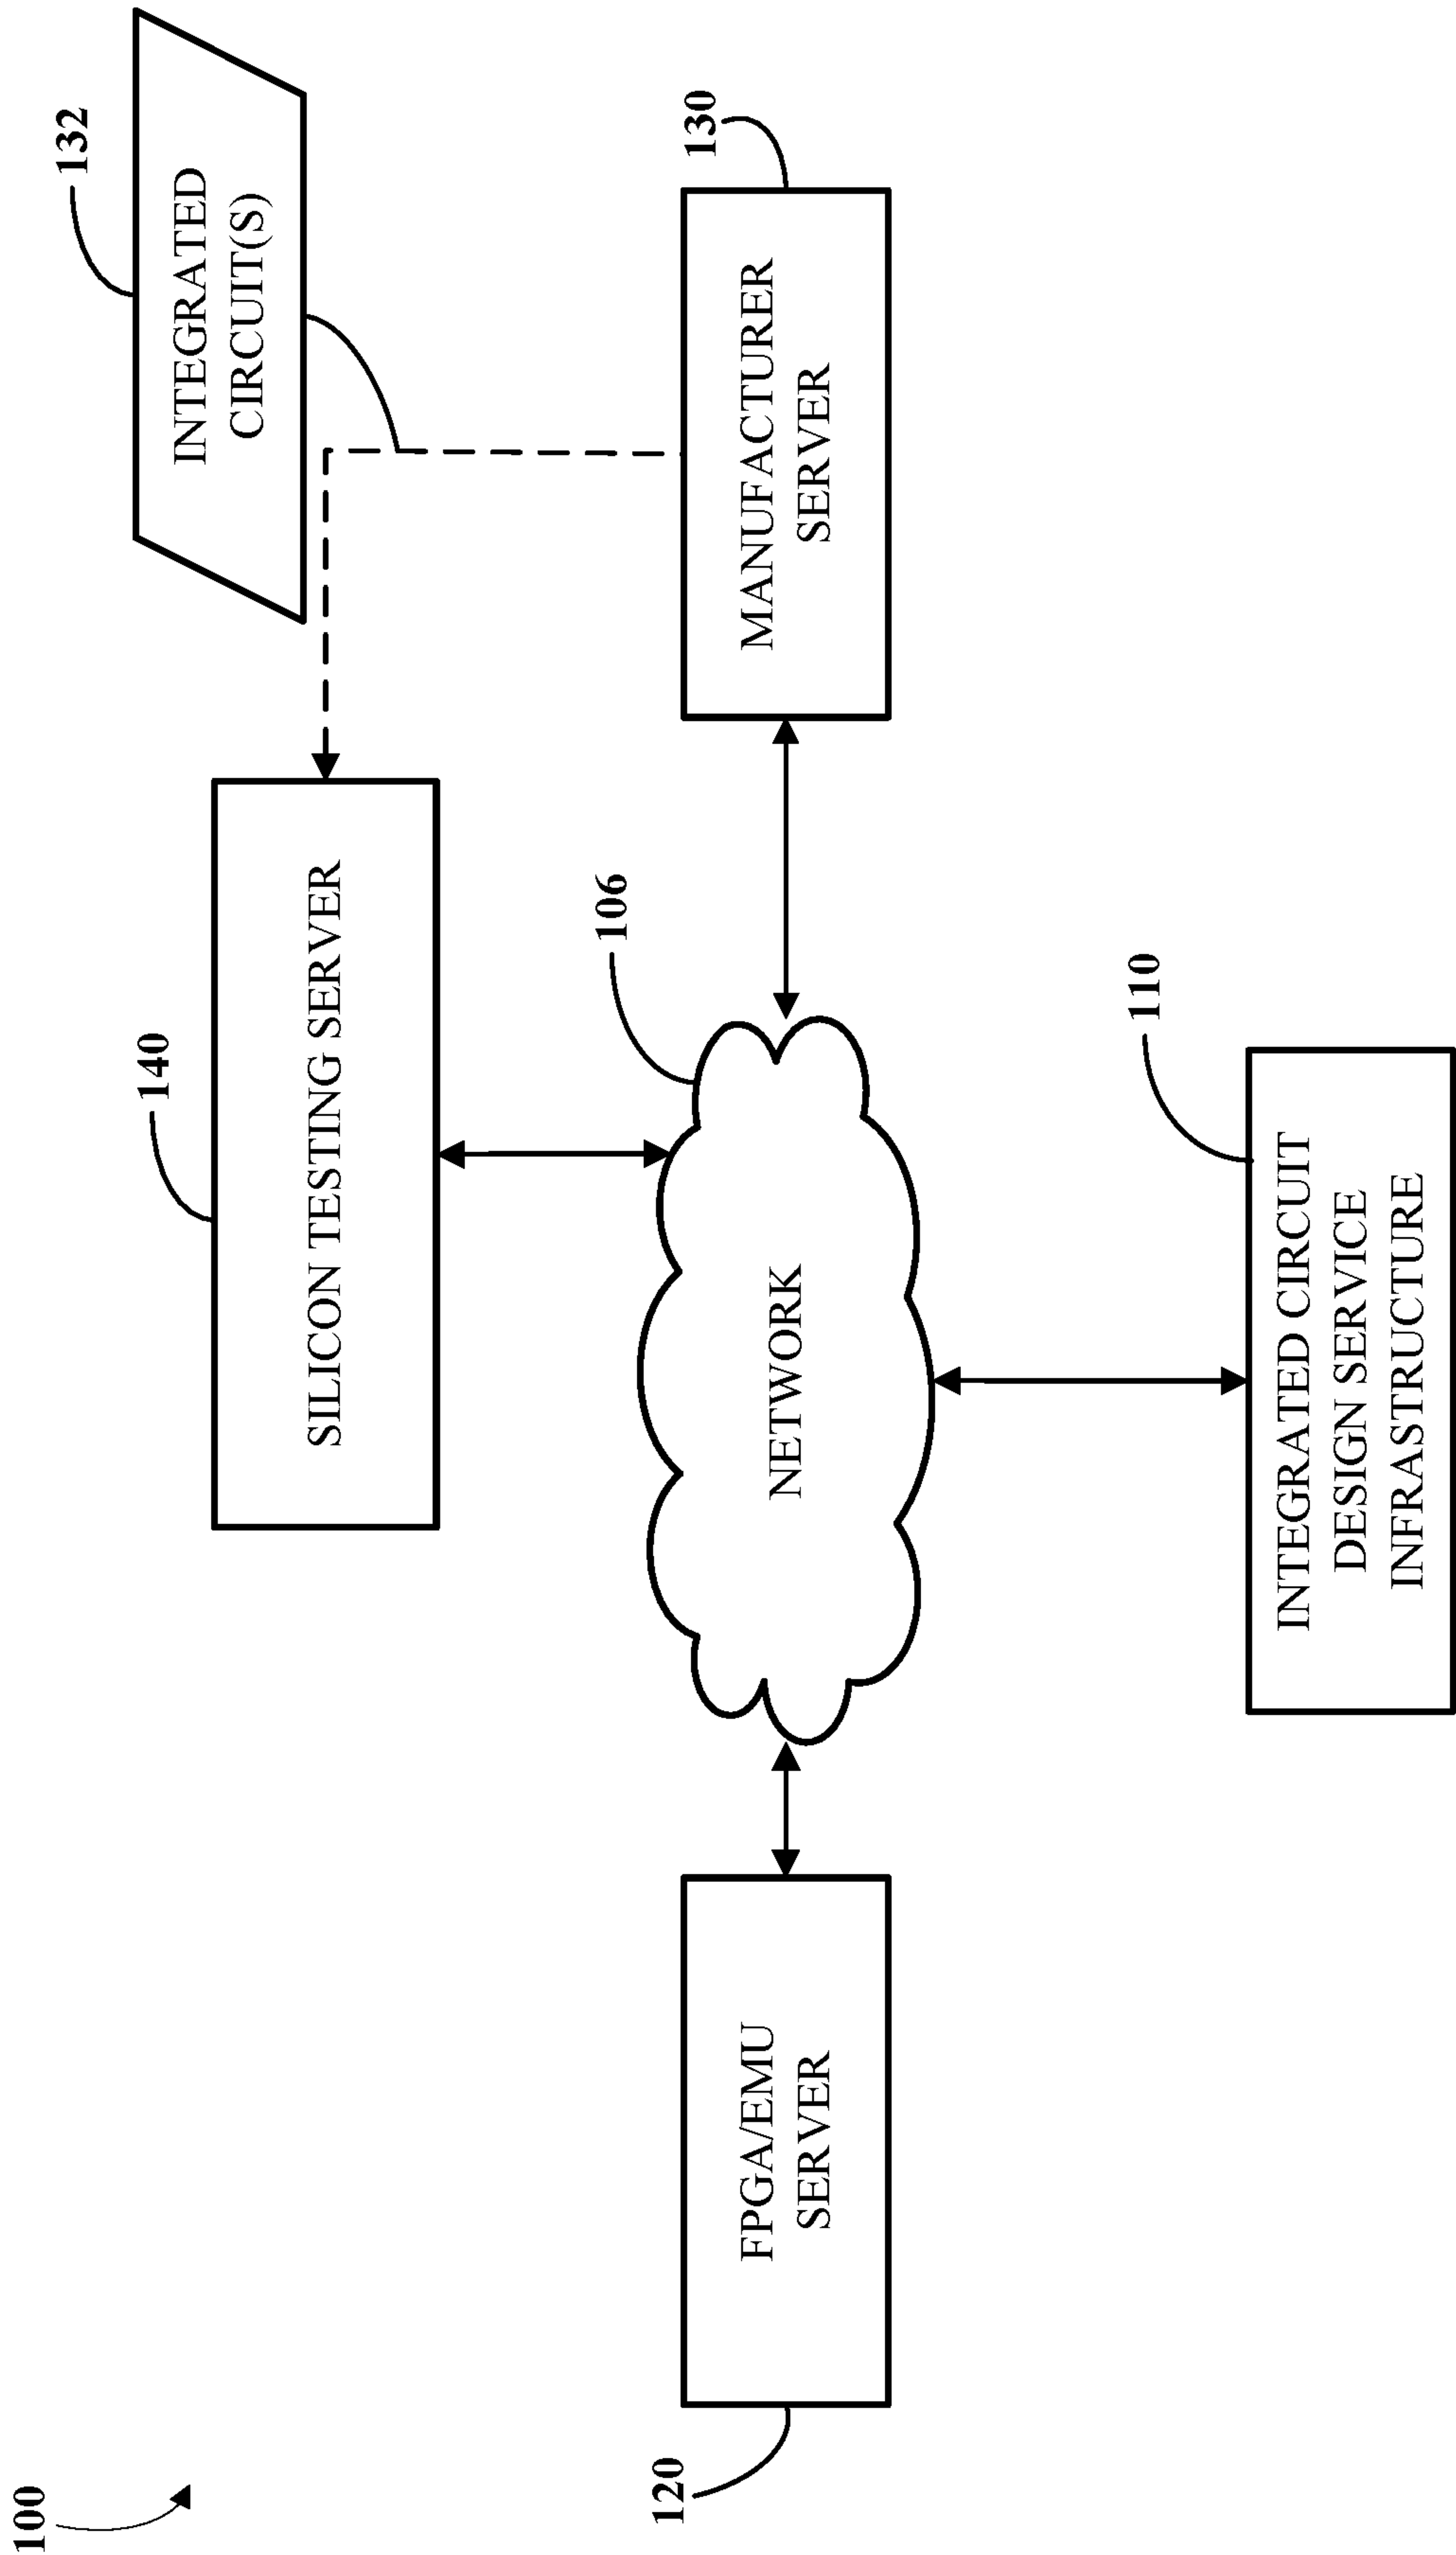 100
132
INTEGRATED
CIRCUIT(S)
140
SILICON TESTING SERVER
106
130
120
FPGA/EMU
SERVER
NETWORK
MANUFACTURER
SERVER
110
INTEGRATED CIRCUIT
DESIGN SERVICE
INFRASTRUCTURE